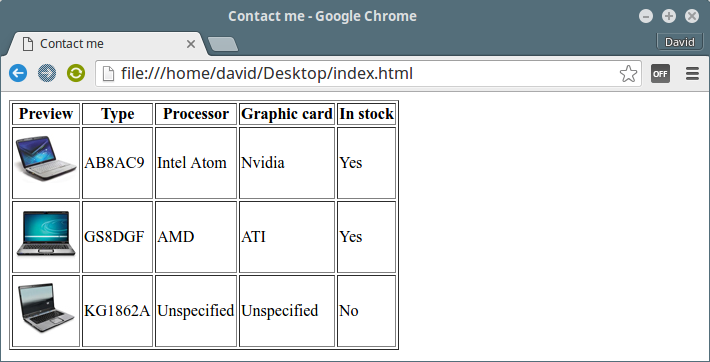 Contact me - Google Chrome
Contact me
David
file:///home/david/Desktop/index.html
OFF
Preview Type Processor Graphic card In stock
AB8AC9 Intel Atom Nvidia Yes
GS8DGF AMD ATI Yes
KG1862A Unspecified Unspecified No